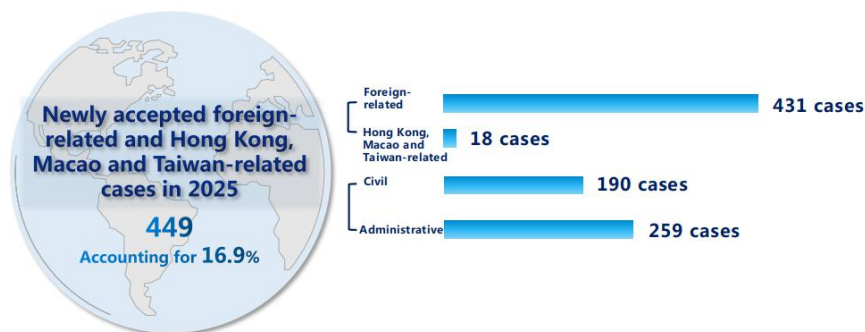 Newly accepted foreign-
related and Hong Kong,
Macao and Taiwan-related
cases in 2025
449
Accounting for 16.9%
Foreign-
related
431 cases
Hong Kong,
Macao and
Taiwan-related
18 cases
Civil
190 cases
Administrative
259 cases